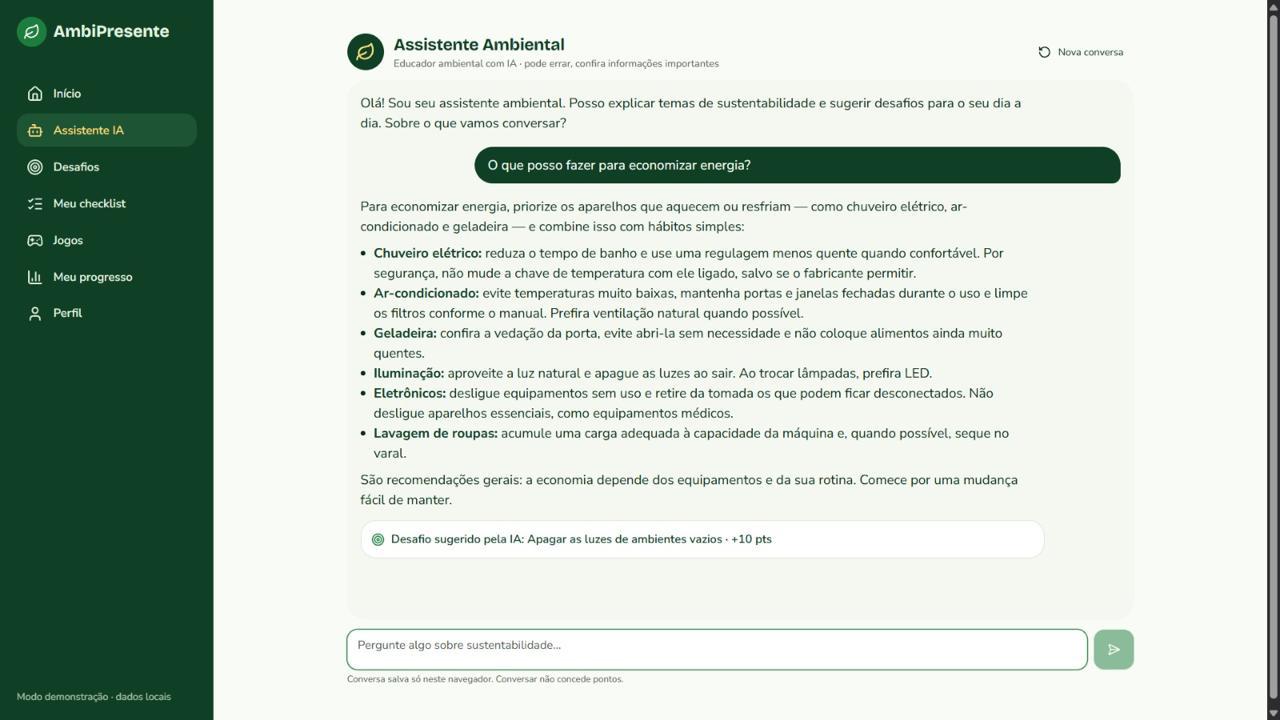 AmbiPresente
Início
Assistente IA
Desafios
Meu checklist
Jogos
Meu progresso
Perfil
Modo demonstração · dados locais
Assistente Ambiental
Educador ambiental com IA · pode errar, confira informações importantes
Nova conversa
Olá! Sou seu assistente ambiental. Posso explicar temas de sustentabilidade e sugerir desafios para o seu dia a
dia. Sobre o que vamos conversar?
O que posso fazer para economizar energia?
Para economizar energia, priorize os aparelhos que aquecem ou resfriam — como chuveiro elétrico, ar-
condicionado e geladeira — e combine isso com hábitos simples:
• Chuveiro elétrico: reduza o tempo de banho e use uma regulagem menos quente quando confortável. Por
segurança, não mude a chave de temperatura com ele ligado, salvo se o fabricante permitir.
• Ar-condicionado: evite temperaturas muito baixas, mantenha portas e janelas fechadas durante o uso e limpe
os filtros conforme o manual. Prefira ventilação natural quando possível.
• Geladeira: confira a vedação da porta, evite abri-la sem necessidade e não coloque alimentos ainda muito
quentes.
• Iluminação: aproveite a luz natural e apague as luzes ao sair. Ao trocar lâmpadas, prefira LED.
• Eletrônicos: desligue equipamentos sem uso e retire da tomada os que podem ficar desconectados. Não
desligue aparelhos essenciais, como equipamentos médicos.
• Lavagem de roupas: acumule uma carga adequada à capacidade da máquina e, quando possível, seque no
varal.
São recomendações gerais: a economia depende dos equipamentos e da sua rotina. Comece por uma mudança
fácil de manter.
Desafio sugerido pela IA: Apagar as luzes de ambientes vazios · +10 pts
Pergunte algo sobre sustentabilidade...
Conversa salva só neste navegador. Conversar não concede pontos.